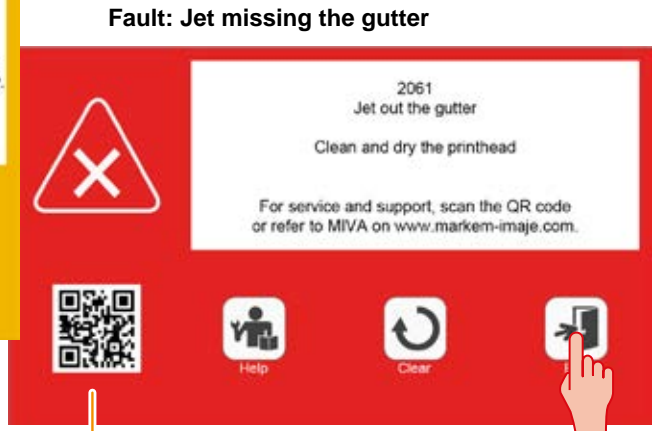 Fault: Jet missing the gutter
2061
Jet out the gutter
Clean and dry the printhead
For service and support, scan the QR code
or refer to MIVA on www.markem-imaje.com.
Help
Clear